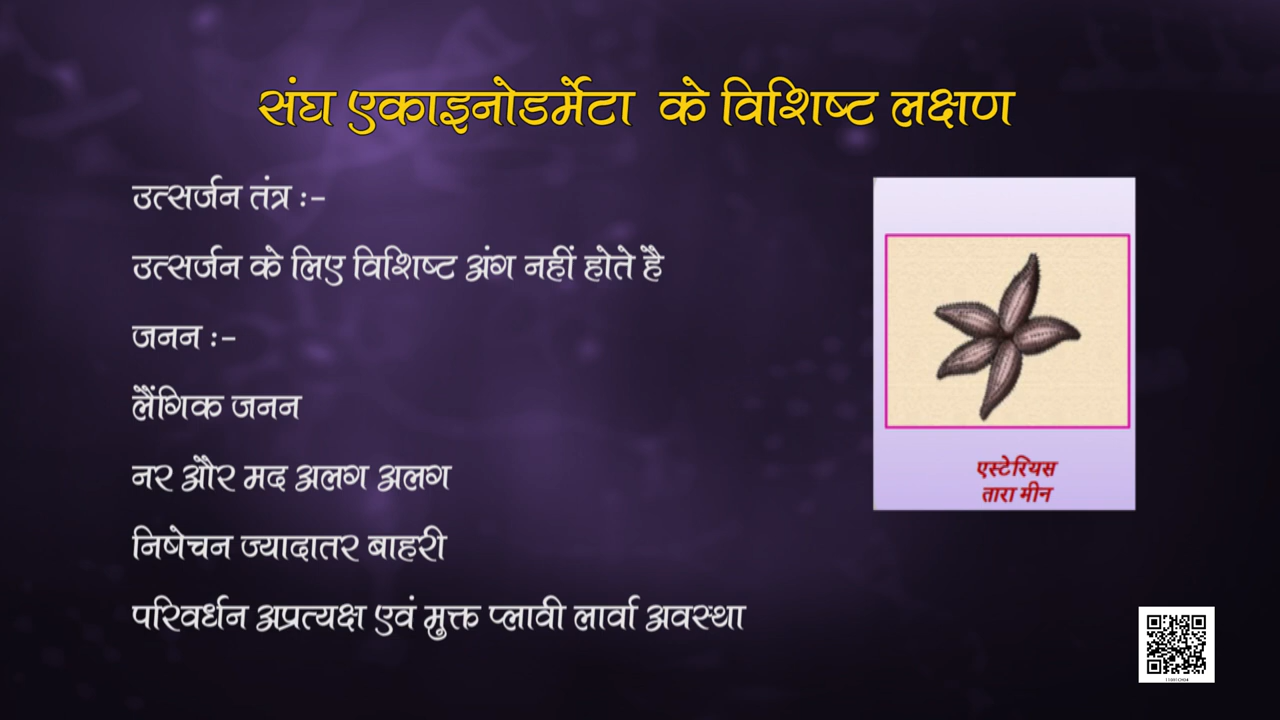 संघ एकाइनोडर्मेटा के विशिष्ट लक्षण
उत्सर्जन तंत्र :-
उत्सर्जन के लिए विशिष्ट अंग नहीं होते है
जनन :-
लैंगिक जनन
नर और मद अलग अलग
निषेचन ज्यादातर बाहरी
परिवर्धन अप्रत्यक्ष एवं मुक्त प्लावी लार्वा अवस्था
एस्टेरियस
तारा मीन